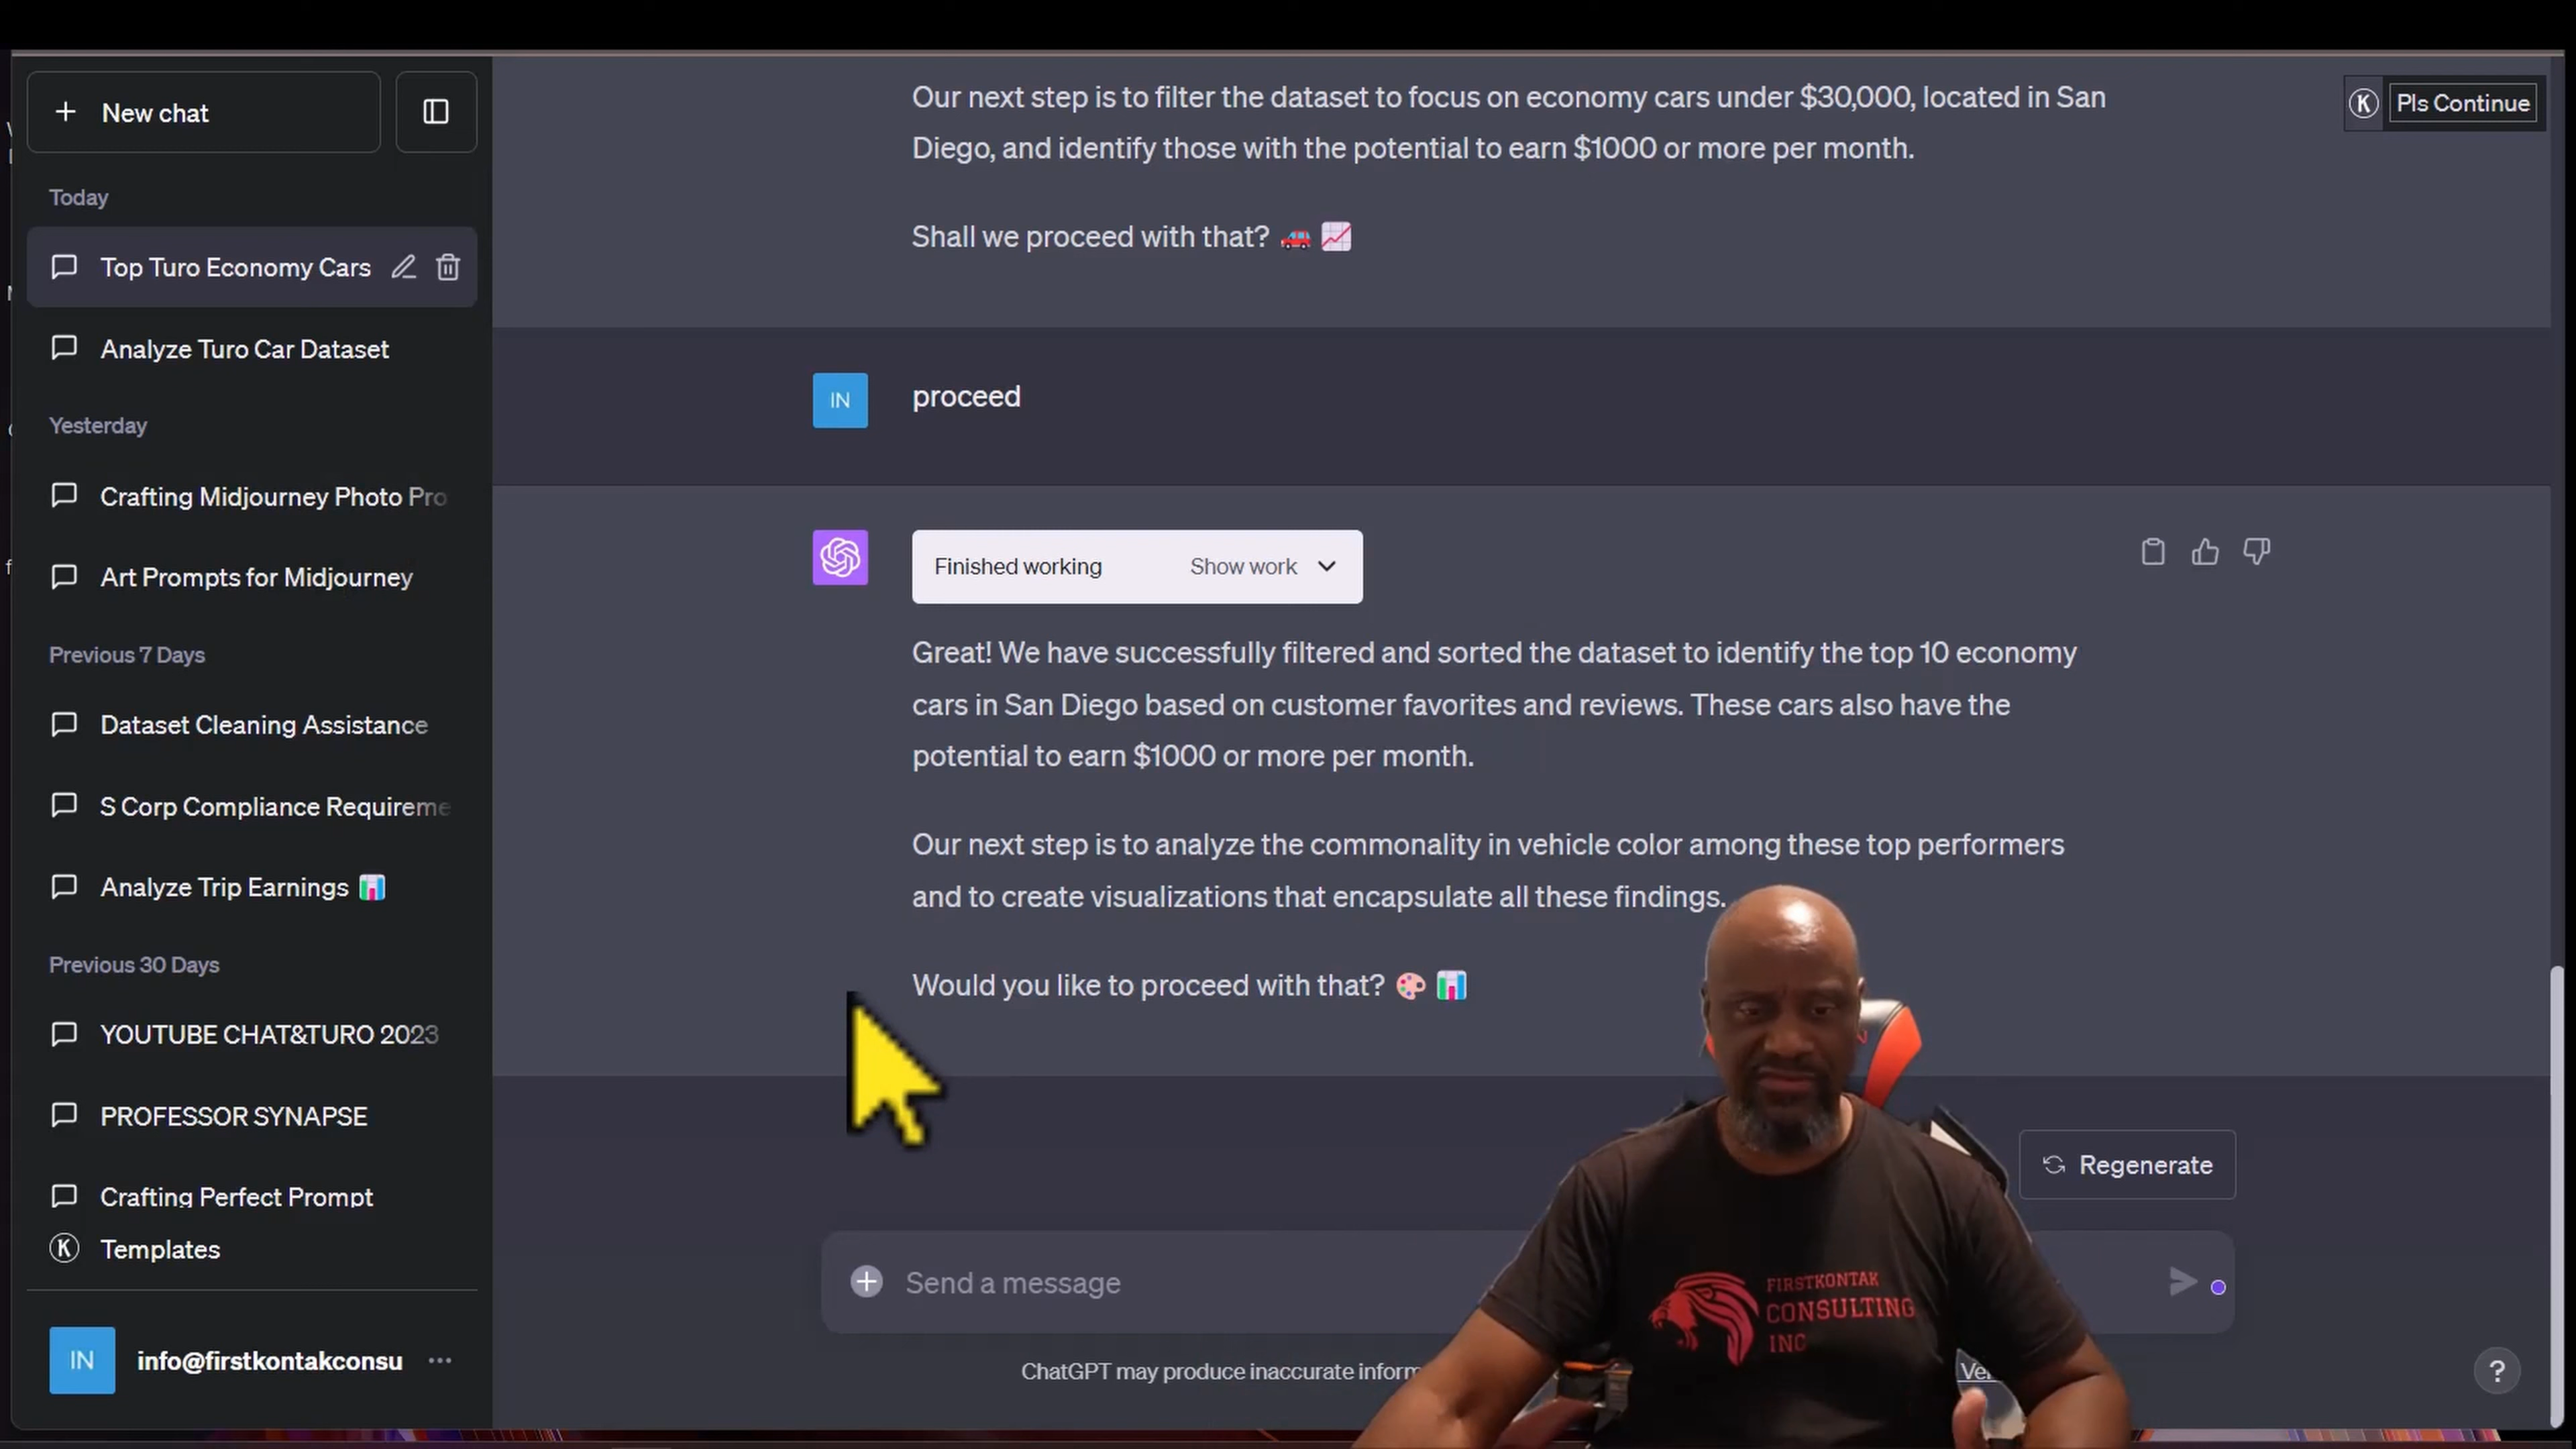 New chat
Today
Top Turo Economy Cars
Analyze Turo Car Dataset
Yesterday
Crafting Midjourney Photo Pro
Art Prompts for Midjourney
Previous 7 Days
Dataset Cleaning Assistance
S Corp Compliance Requireme
Analyze Trip Earnings 📊
Previous 30 Days
YOUTUBE CHAT&TURO 2023
PROFESSOR SYNAPSE
Crafting Perfect Prompt
K Templates
IN info@firstkontakconsu
Our next step is to filter the dataset to focus on economy cars under $30,000, located in San
Diego, and identify those with the potential to earn $1000 or more per month.
Shall we proceed with that? 🚗 📈
K Pls Continue
IN proceed
Finished working Show work
Great! We have successfully filtered and sorted the dataset to identify the top 10 economy
cars in San Diego based on customer favorites and reviews. These cars also have the
potential to earn $1000 or more per month.
Our next step is to analyze the commonality in vehicle color among these top performers
and to create visualizations that encapsulate all these findings.
Would you like to proceed with that? 🎨 📊
Regenerate
Send a message
ChatGPT may produce inaccurate inform
?
FIRSTKONTAK
CONSULTING
INC